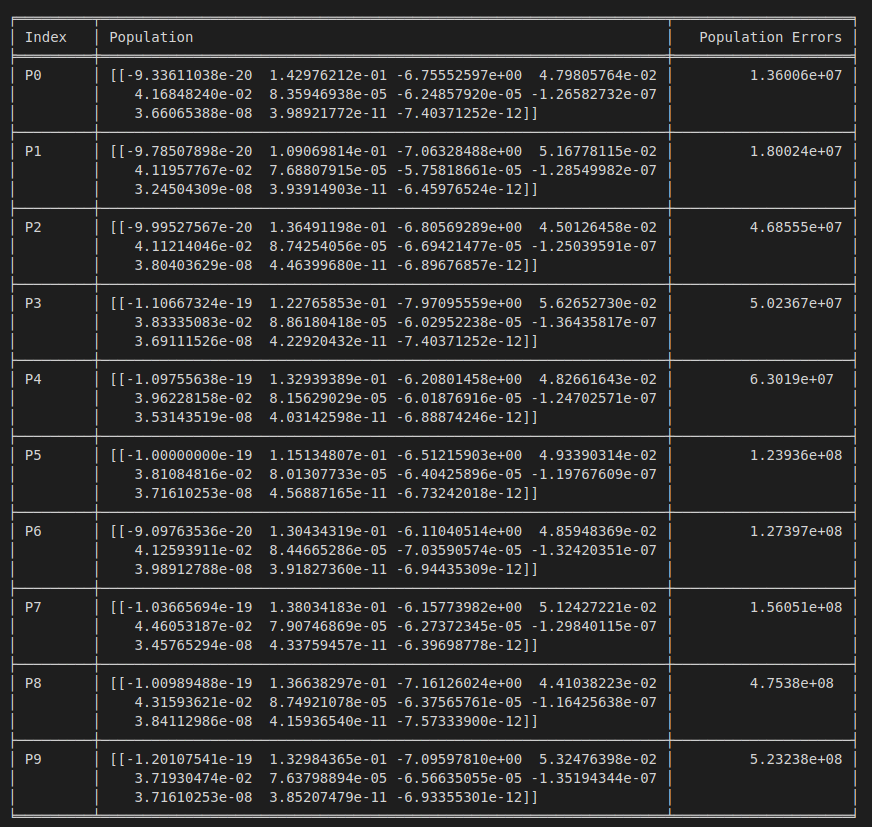 Index Population Population Errors
P0 [[-9.33611038e-20 1.42976212e-01 -6.75552597e+00 4.79805764e-02 1.36006e+07
4.16848240e-02 8.35946938e-05 -6.24857920e-05 -1.26582732e-07
3.66065388e-08 3.98921772e-11 -7.40371252e-12]]
P1 [[-9.78507898e-20 1.09069814e-01 -7.06328488e+00 5.16778115e-02 1.80024e+07
4.11957767e-02 7.68807915e-05 -5.75818661e-05 -1.28549982e-07
3.24504309e-08 3.93914903e-11 -6.45976524e-12]]
P2 [[-9.99527567e-20 1.36491198e-01 -6.80569289e+00 4.50126458e-02 4.68555e+07
4.11214046e-02 8.74254056e-05 -6.69421477e-05 -1.25039591e-07
3.80403629e-08 4.46399680e-11 -6.89676857e-12]]
P3 [[-1.10667324e-19 1.22765853e-01 -7.97095559e+00 5.62652730e-02 5.02367e+07
3.83335083e-02 8.86180418e-05 -6.02952238e-05 -1.36435817e-07
3.69111526e-08 4.22920432e-11 -7.40371252e-12]]
P4 [[-1.09755638e-19 1.32939389e-01 -6.20801458e+00 4.82661643e-02 6.3019e+07
3.96228158e-02 8.15629029e-05 -6.01876916e-05 -1.24702571e-07
3.53143519e-08 4.03142598e-11 -6.88874246e-12]]
P5 [[-1.00000000e-19 1.15134807e-01 -6.51215903e+00 4.93390314e-02 1.23936e+08
3.81084816e-02 8.01307733e-05 -6.40425896e-05 -1.19767609e-07
3.71610253e-08 4.56887165e-11 -6.73242018e-12]]
P6 [[-9.09763536e-20 1.30434319e-01 -6.11040514e+00 4.85948369e-02 1.27397e+08
4.12593911e-02 8.44665286e-05 -7.03590574e-05 -1.32420351e-07
3.98912788e-08 3.91827360e-11 -6.94435309e-12]]
P7 [[-1.03665694e-19 1.38034183e-01 -6.15773982e+00 5.12427221e-02 1.56051e+08
4.46053187e-02 7.90746869e-05 -6.27372345e-05 -1.29840115e-07
3.45765294e-08 4.33759457e-11 -6.39698778e-12]]
P8 [[-1.00989488e-19 1.36638297e-01 -7.16126024e+00 4.41038223e-02 4.7538e+08
4.31593621e-02 8.74921078e-05 -6.37565761e-05 -1.16425638e-07
3.84112986e-08 4.15936540e-11 -7.57333900e-12]]
P9 [[-1.20107541e-19 1.32984365e-01 -7.09597810e+00 5.32476398e-02 5.23238e+08
3.71930474e-02 7.63798894e-05 -6.56635055e-05 -1.35194344e-07
3.71610253e-08 3.85207479e-11 -6.93355301e-12]]